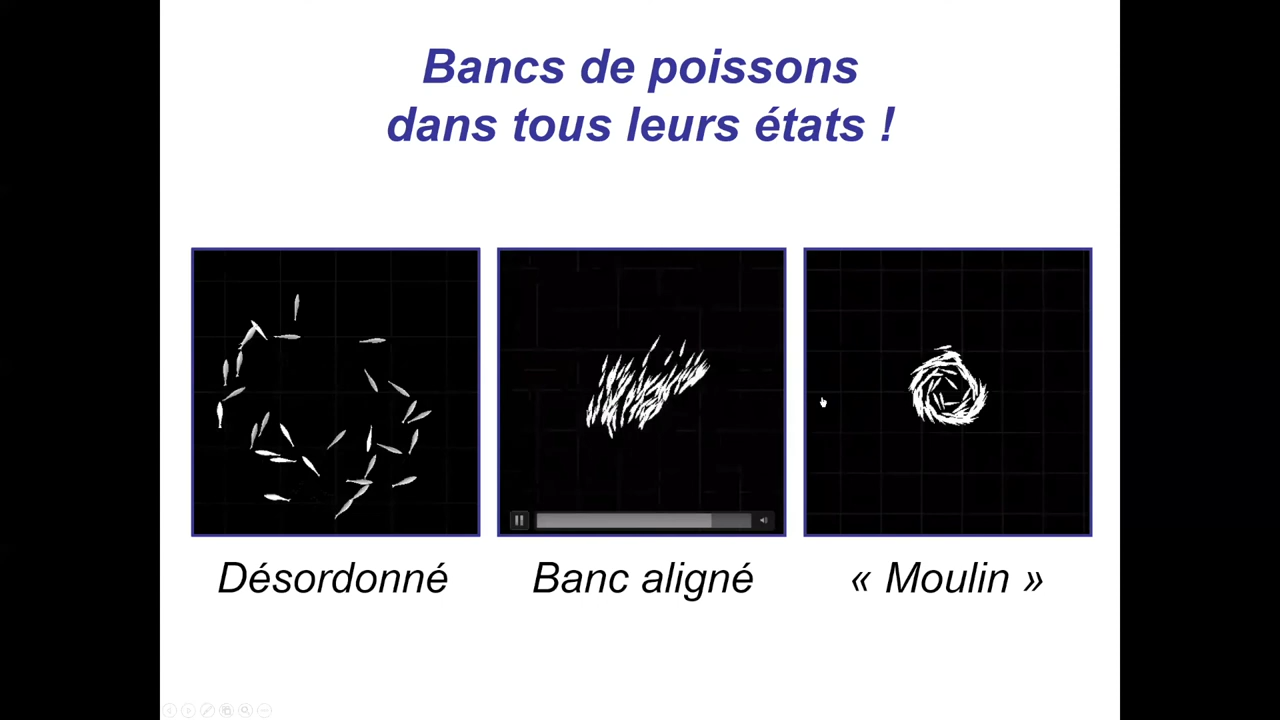 Bancs de poissons
dans tous leurs états !
Désordonné
Banc aligné
« Moulin »